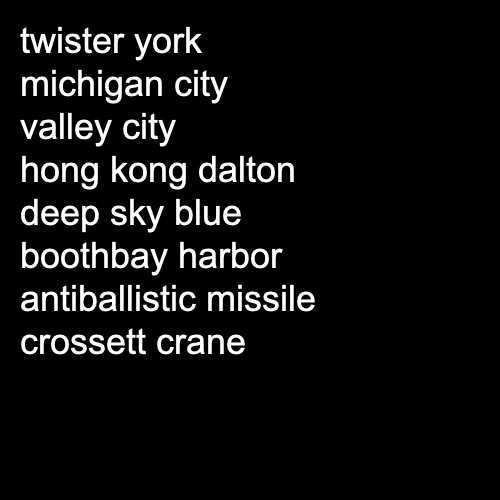 twister york
michigan city
valley city
hong kong dalton
deep sky blue
boothbay harbor
antiballistic missile
crossett crane